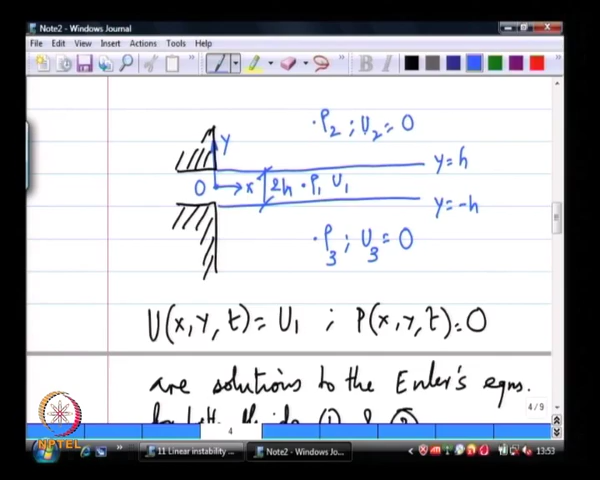 Note2 - Windows Journal
File Edit View Insert Actions Tools Help
B I
·ρ₂ ; U₂ = 0
Y
y = h
O x 2h · ρ₁ U₁
y = -h
·ρ₃ ; U₃ = 0
U(x, y, t) = U₁ ; P(x, y, t) = 0
are solutions to the Euler's eqns.
4 / 9
NPTEL
4
11 Linear instability ...
Note2 - Windows Jo...
13:53